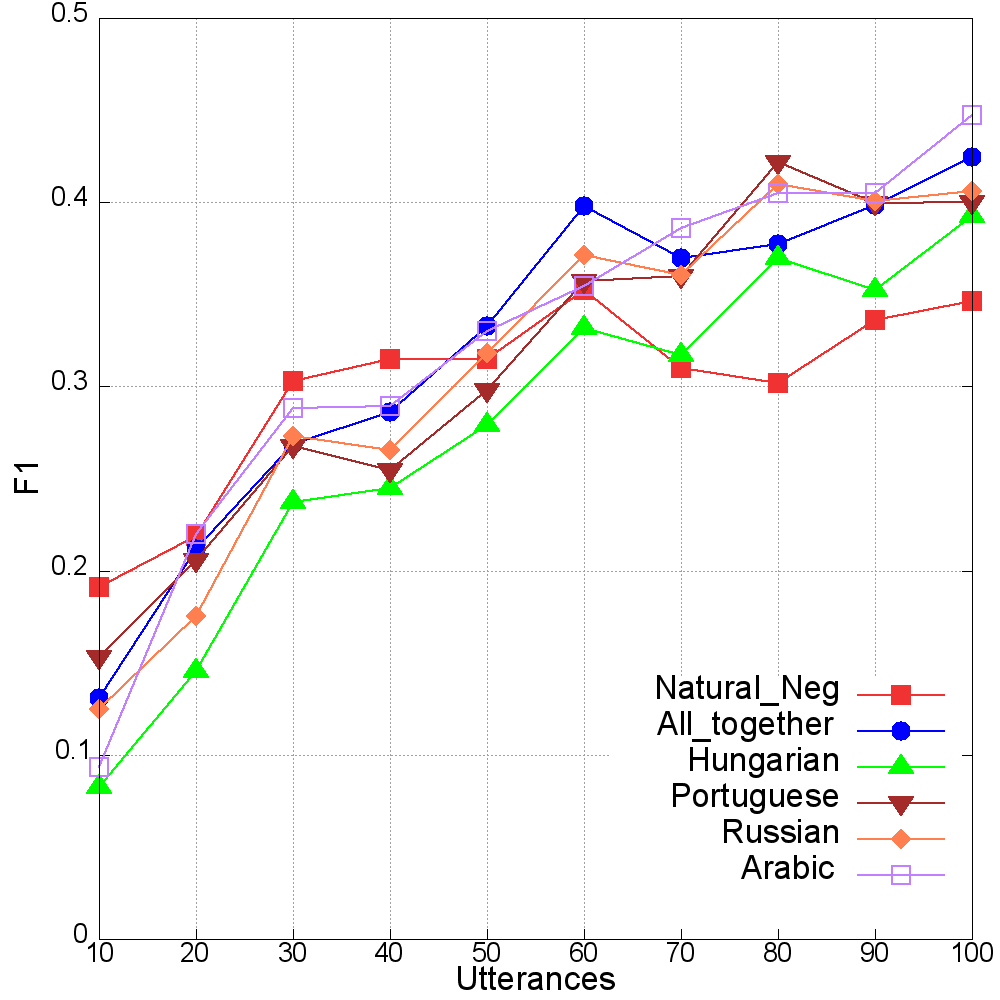 0.5
0.4
0.3
0.2
0.1
0
F1
10 20 30 40 50 60 70 80 90 100
Utterances
Natural_Neg
All_together
Hungarian
Portuguese
Russian
Arabic